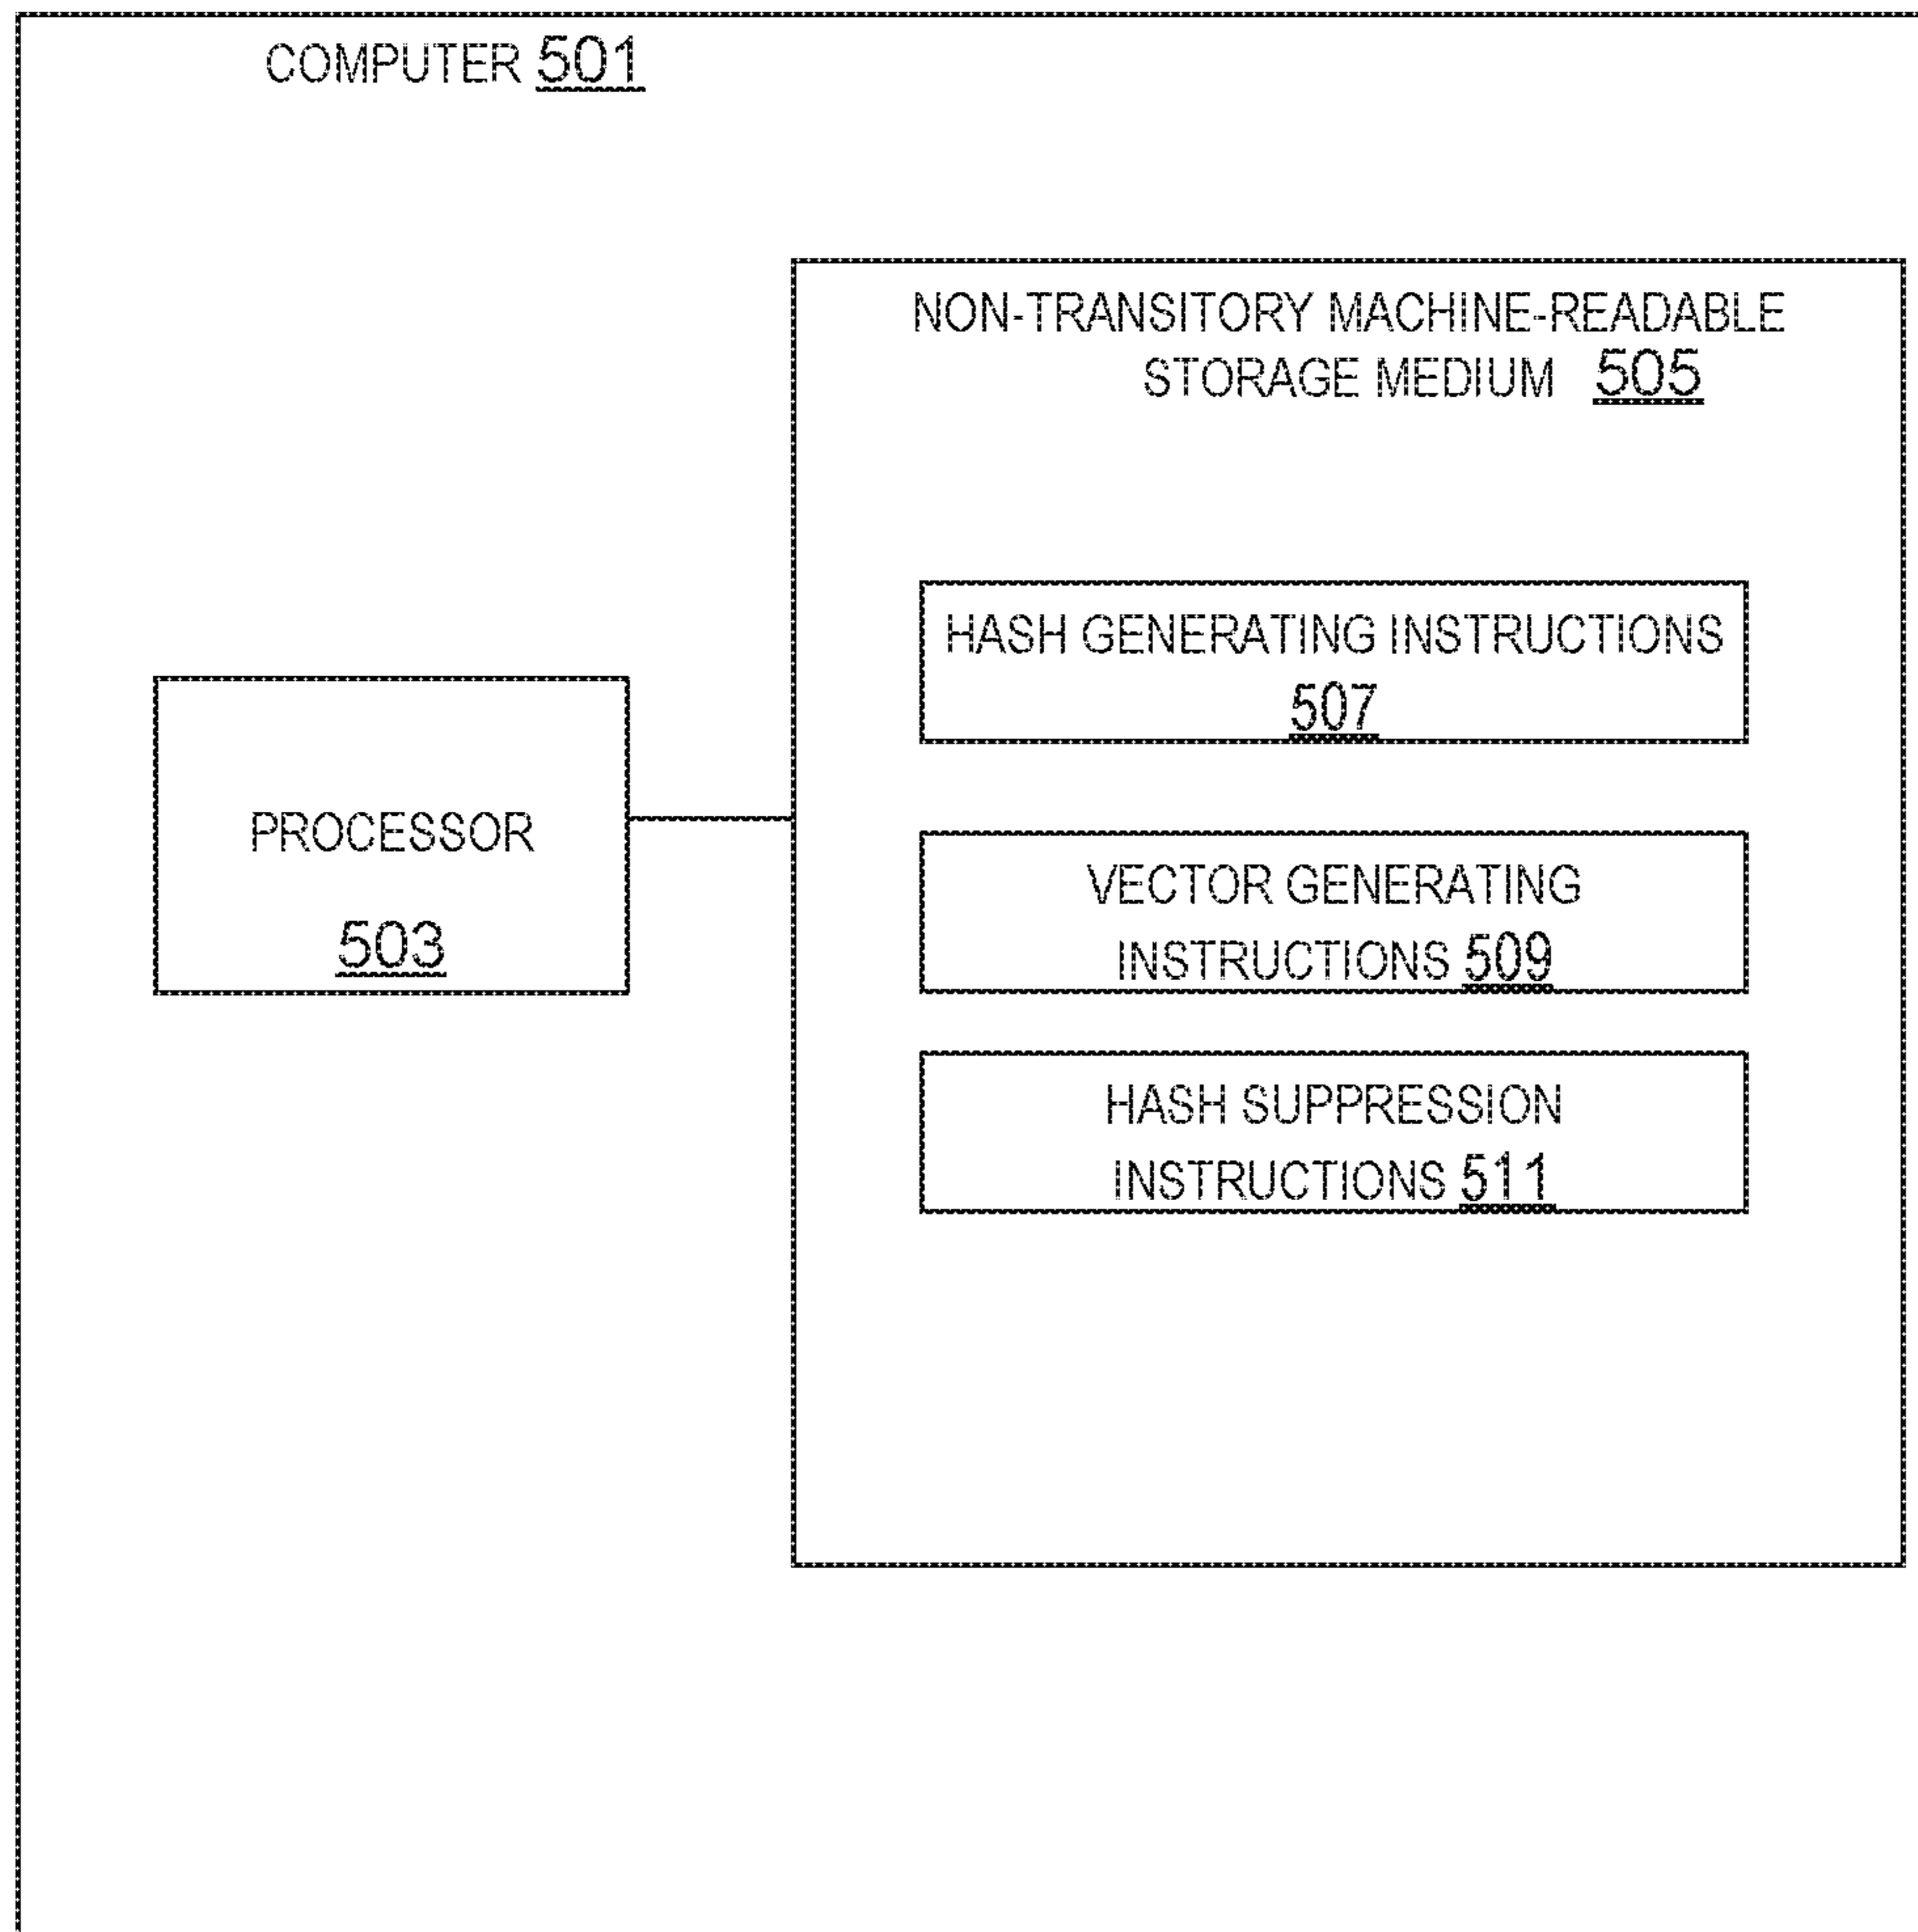 COMPUTER 501
NON-TRANSITORY MACHINE-READABLE
STORAGE MEDIUM 505
HASH GENERATING INSTRUCTIONS
507
PROCESSOR
503
VECTOR GENERATING
INSTRUCTIONS 509
HASH SUPPRESSION
INSTRUCTIONS 511